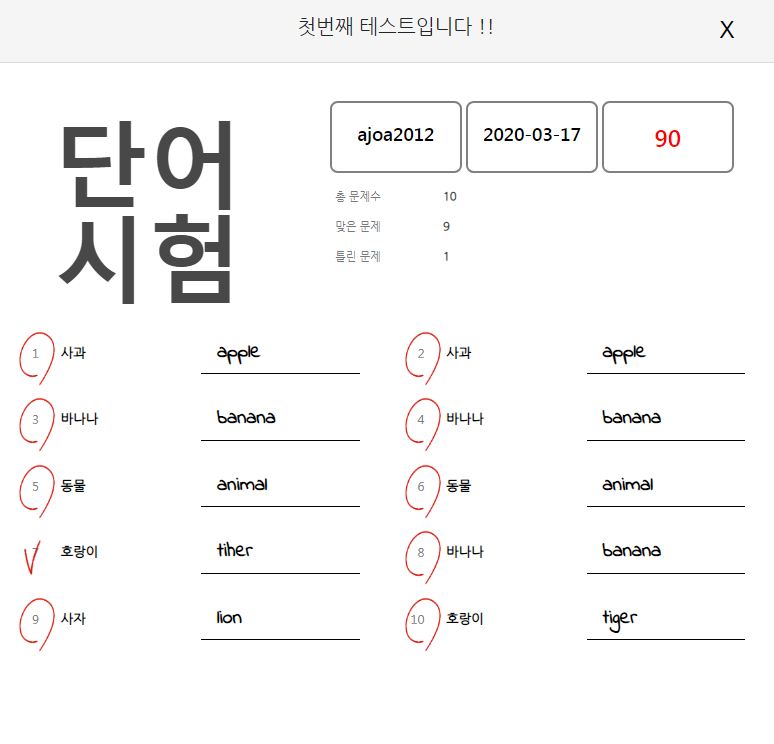 첫번째 테스트입니다 !!
X
단어
시험
ajoa2012 2020-03-17 90
총 문제수 10
맞은 문제 9
틀린 문제 1
1 사과 apple 2 사과 apple
3 바나나 banana 4 바나나 banana
5 동물 animal 6 동물 animal
7 호랑이 tiher 8 바나나 banana
9 사자 lion 10 호랑이 tiger